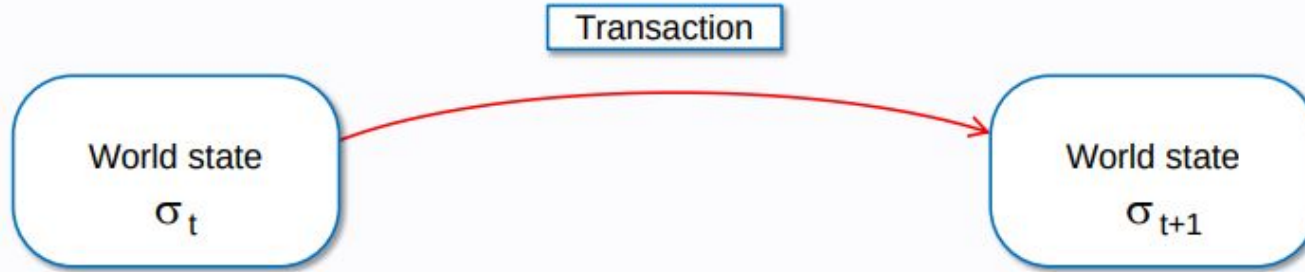 Transaction
World state
σ t
World state
σ t+1